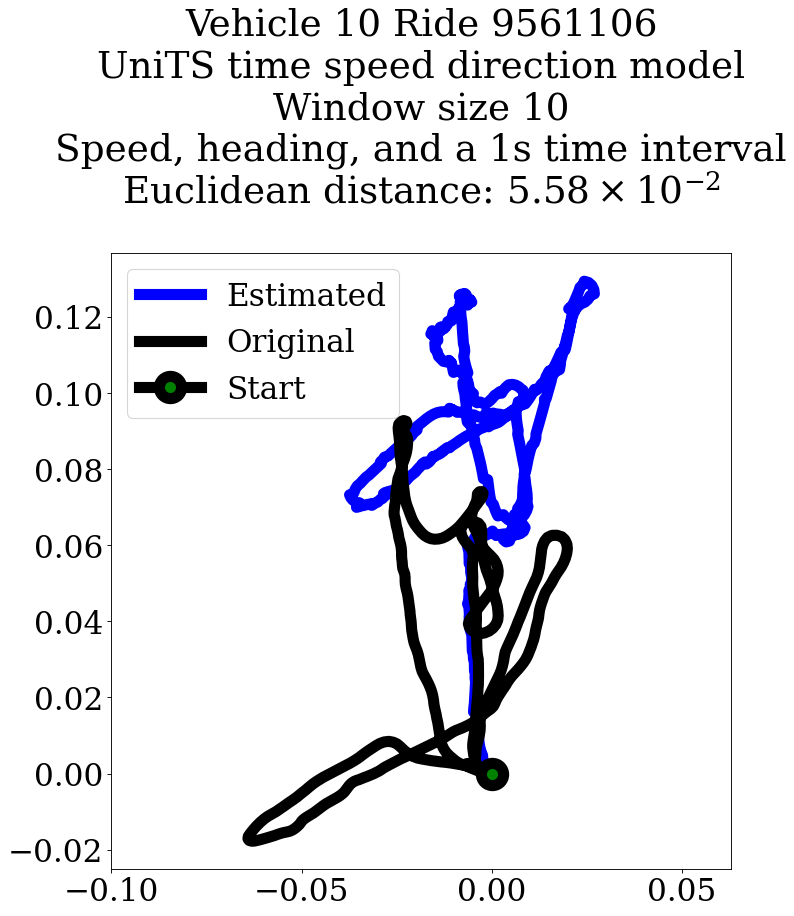 Vehicle 10 Ride 9561106
UniTS time speed direction model
Window size 10
Speed, heading, and a 1s time interval
Euclidean distance: 5.58 × 10⁻²
Estimated
Original
Start
0.12
0.10
0.08
0.06
0.04
0.02
0.00
−0.02
−0.10 −0.05 0.00 0.05